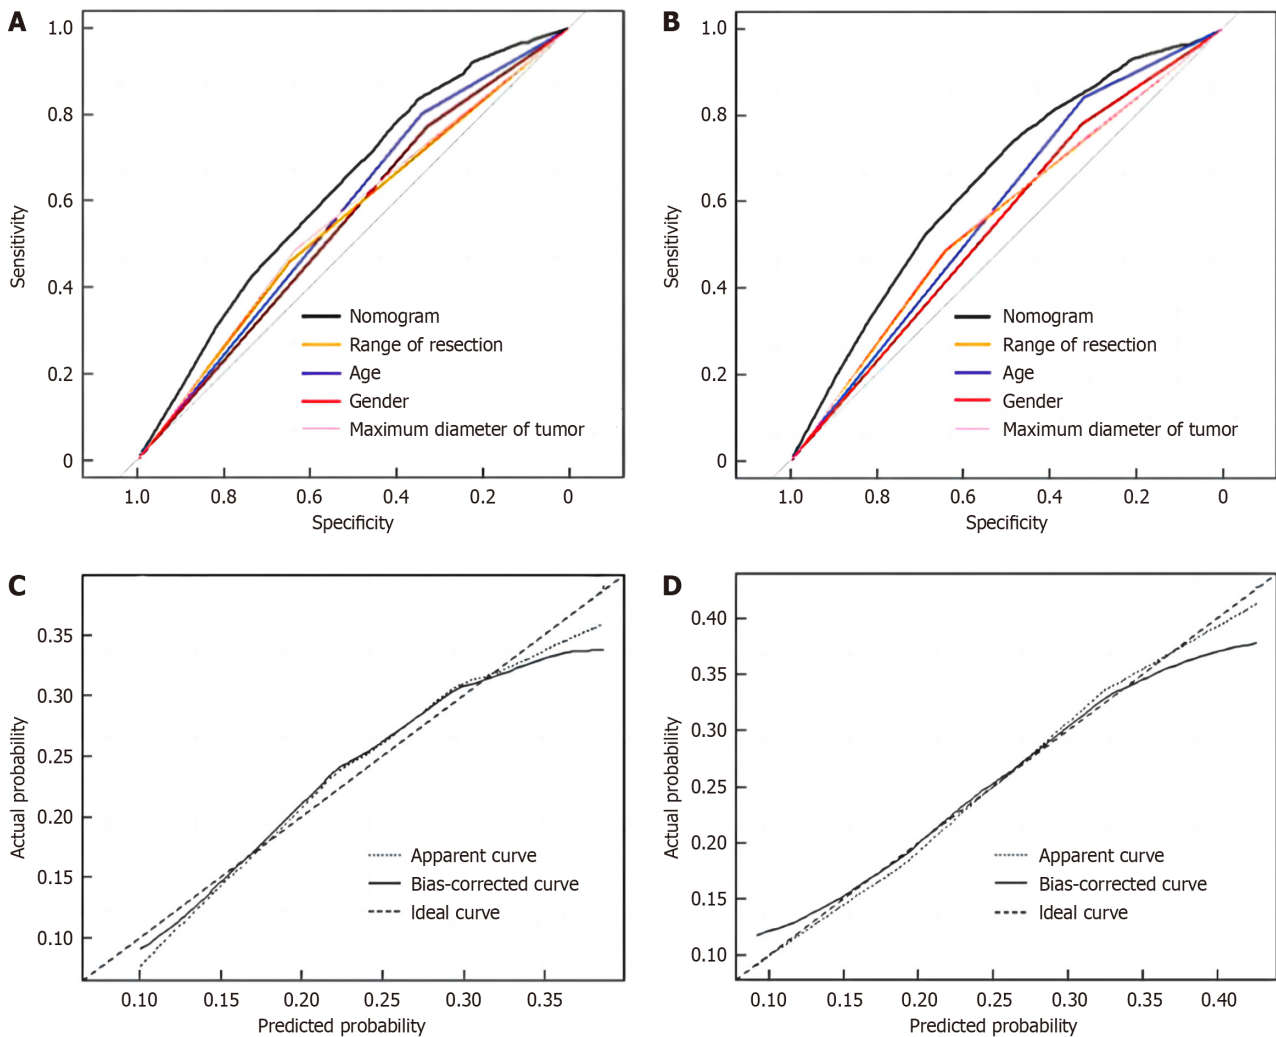 A
1.0
0.8
0.6
0.4
0.2
0
Sensitivity
Nomogram
Range of resection
Age
Gender
Maximum diameter of tumor
1.0 0.8 0.6 0.4 0.2 0
Specificity
B
1.0
0.8
0.6
0.4
0.2
0
Sensitivity
Nomogram
Range of resection
Age
Gender
Maximum diameter of tumor
1.0 0.8 0.6 0.4 0.2 0
Specificity
C
0.35
0.30
0.25
0.20
0.15
0.10
Actual probability
Apparent curve
Bias-corrected curve
Ideal curve
0.10 0.15 0.20 0.25 0.30 0.35
Predicted probability
D
0.40
0.35
0.30
0.25
0.20
0.15
0.10
Actual probability
Apparent curve
Bias-corrected curve
Ideal curve
0.10 0.15 0.20 0.25 0.30 0.35 0.40
Predicted probability